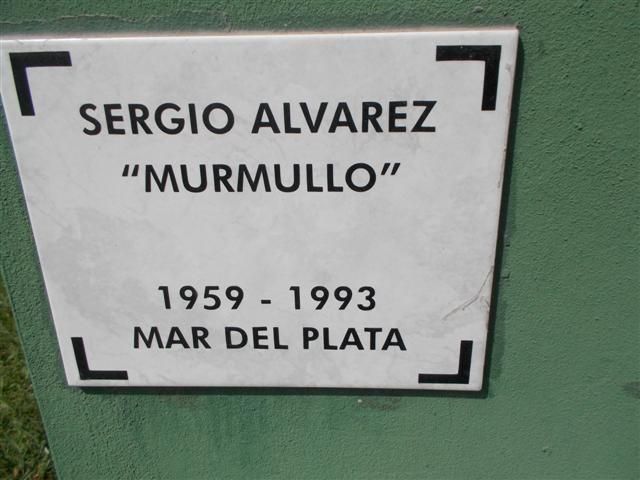 SERGIO ALVAREZ
“MURMULLO”
1959 - 1993
MAR DEL PLATA